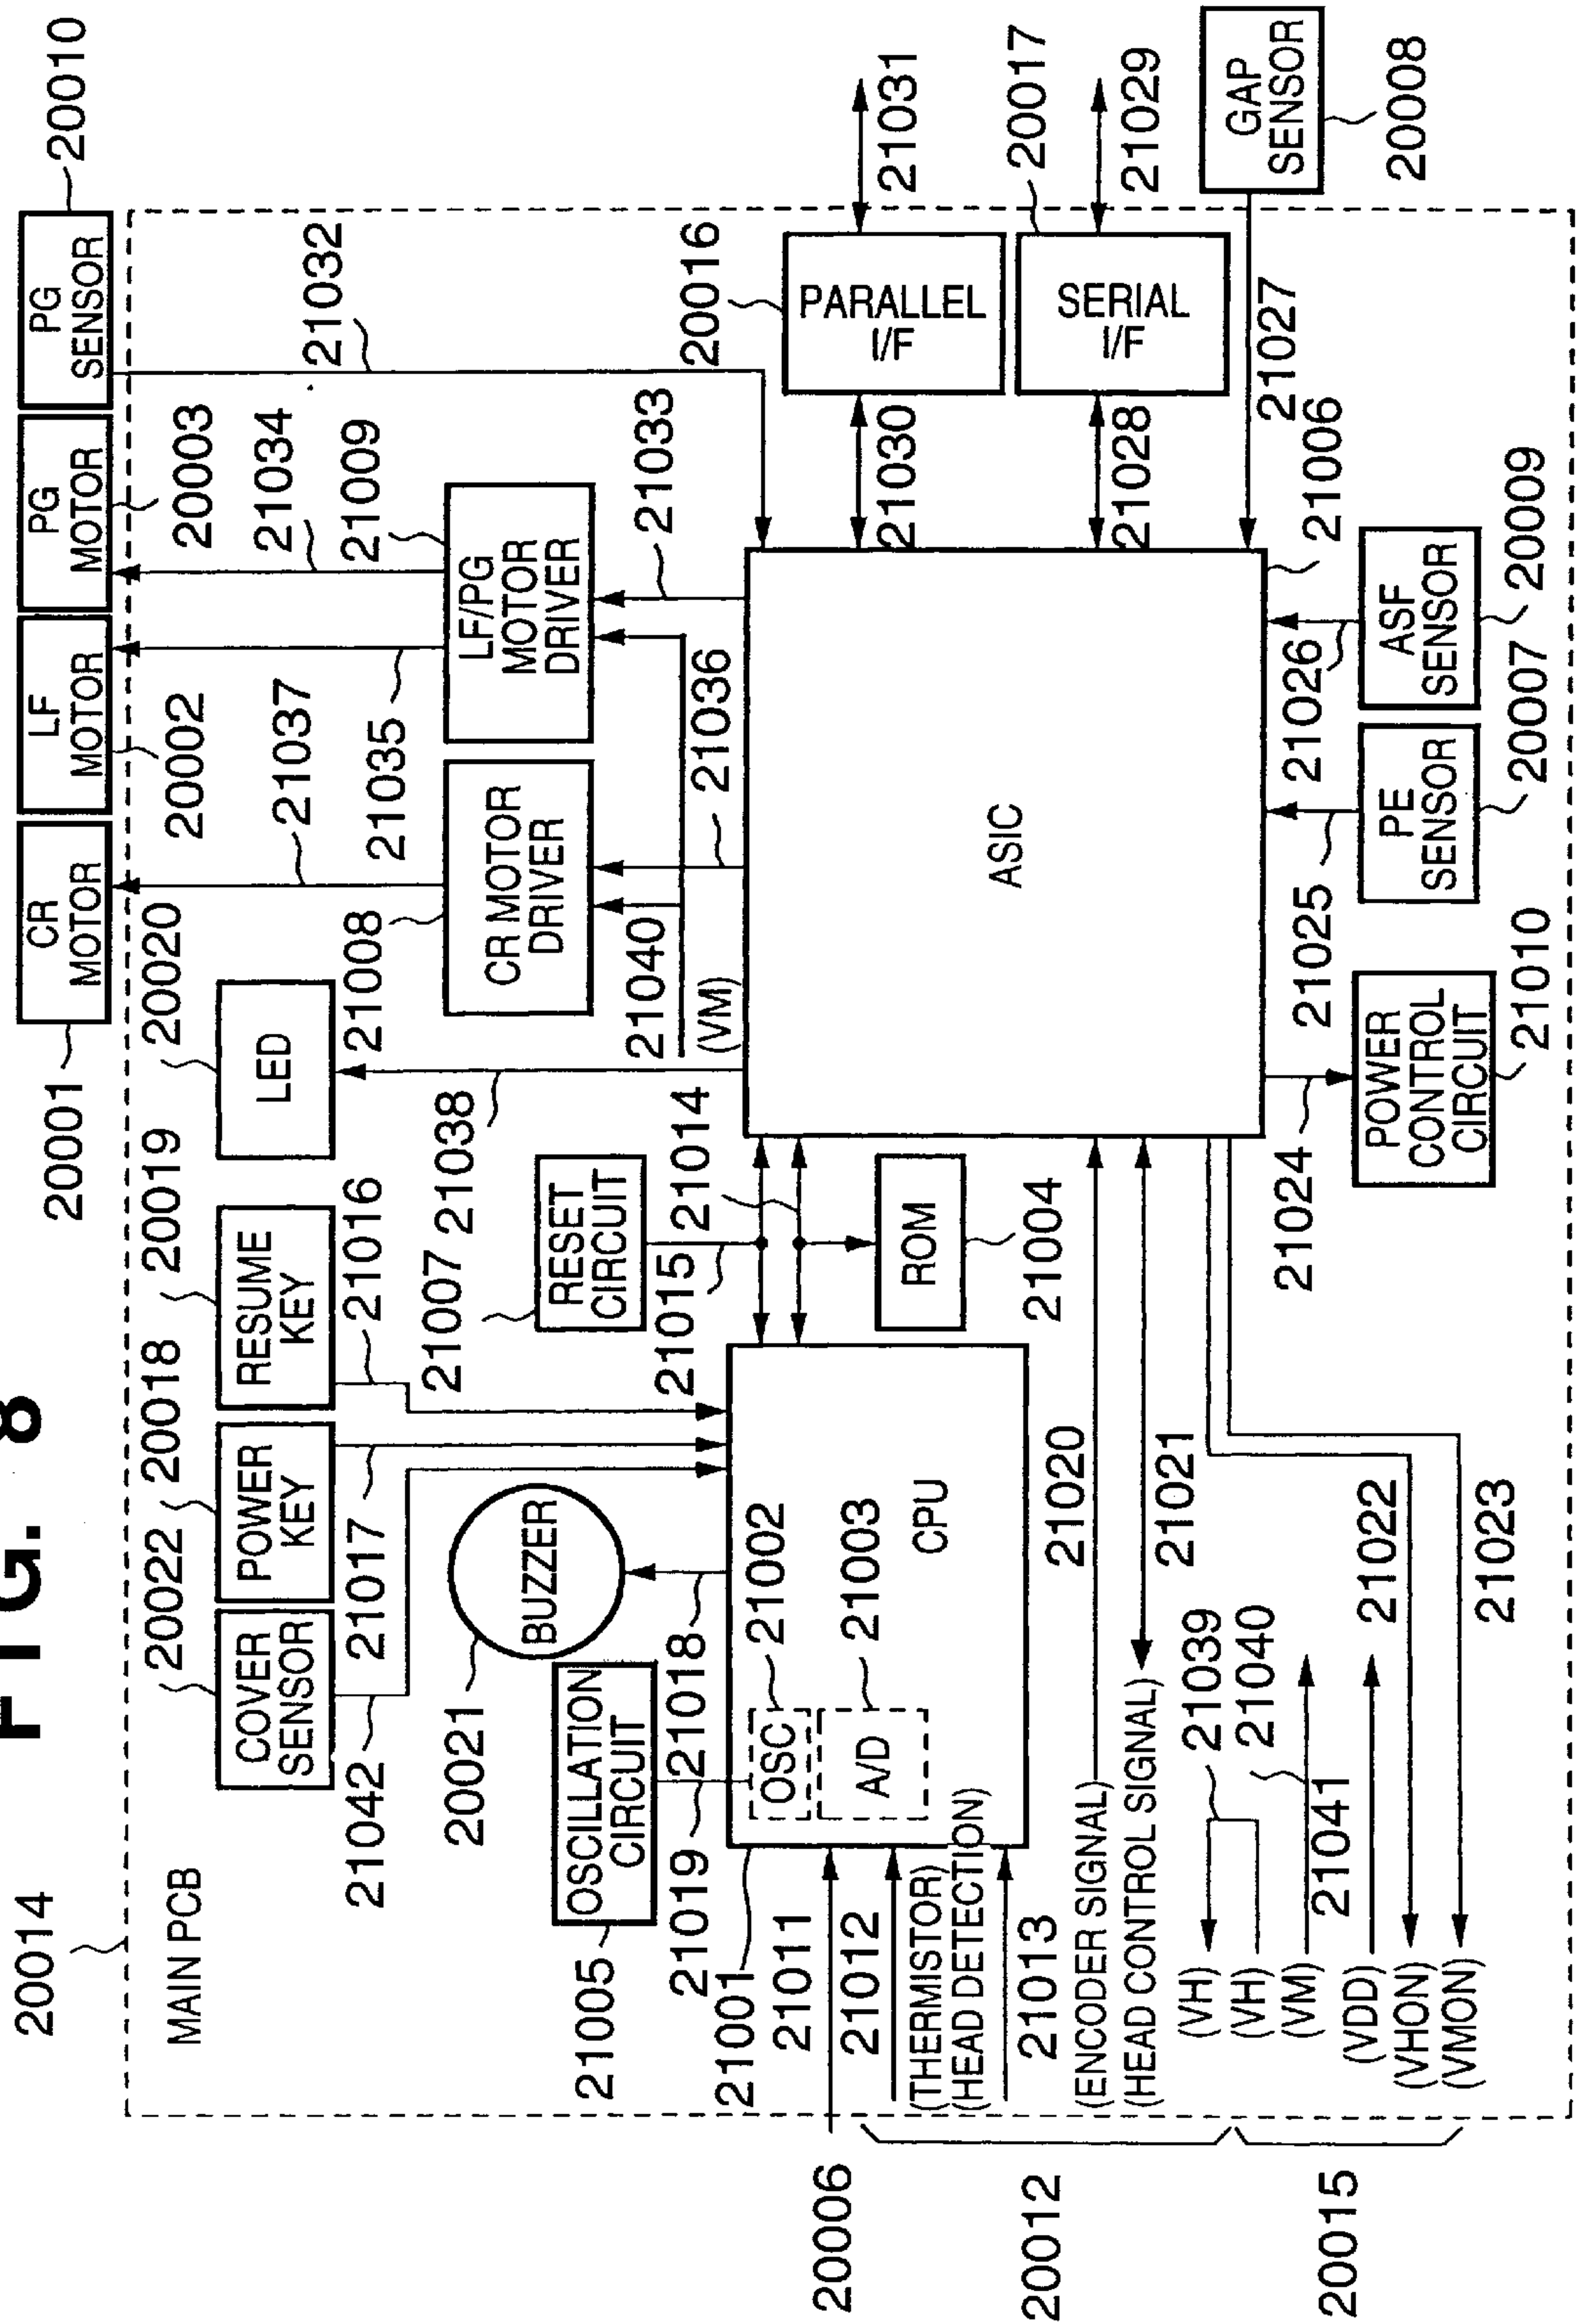 FIG. 8
20014
MAIN PCB
20001
CR
MOTOR
LF
MOTOR
20002
PG
MOTOR
20003
PG
SENSOR
20010
20022
COVER
SENSOR
20018
POWER
KEY
20019
RESUME
KEY
20020
LED
21042
21017
21016
21037
21035
21034
21009
21032
20021
BUZZER
21007
21038
21008
CR MOTOR
DRIVER
LF/PG
MOTOR
DRIVER
21005
OSCILLATION
CIRCUIT
21018
21019
RESET
CIRCUIT
21015
21014
21040
(VM)
21036
21033
20016
PARALLEL
I/F
21031
21030
20017
SERIAL
I/F
21029
21028
21001
OSC
21002
A/D
21003
CPU
ROM
21004
ASIC
21006
21027
GAP
SENSOR
20008
20006
21011
21012
(THERMISTOR)
(HEAD DETECTION)
21013
20012
(ENCODER SIGNAL)
21020
(HEAD CONTROL SIGNAL)
21021
(VH)
21039
(VH)
21040
(VM)
21041
(VDD)
(VHON)
21022
(VMON)
21023
20015
21024
POWER
CONTROL
CIRCUIT
21010
21025
PE
SENSOR
20007
21026
ASF
SENSOR
20009